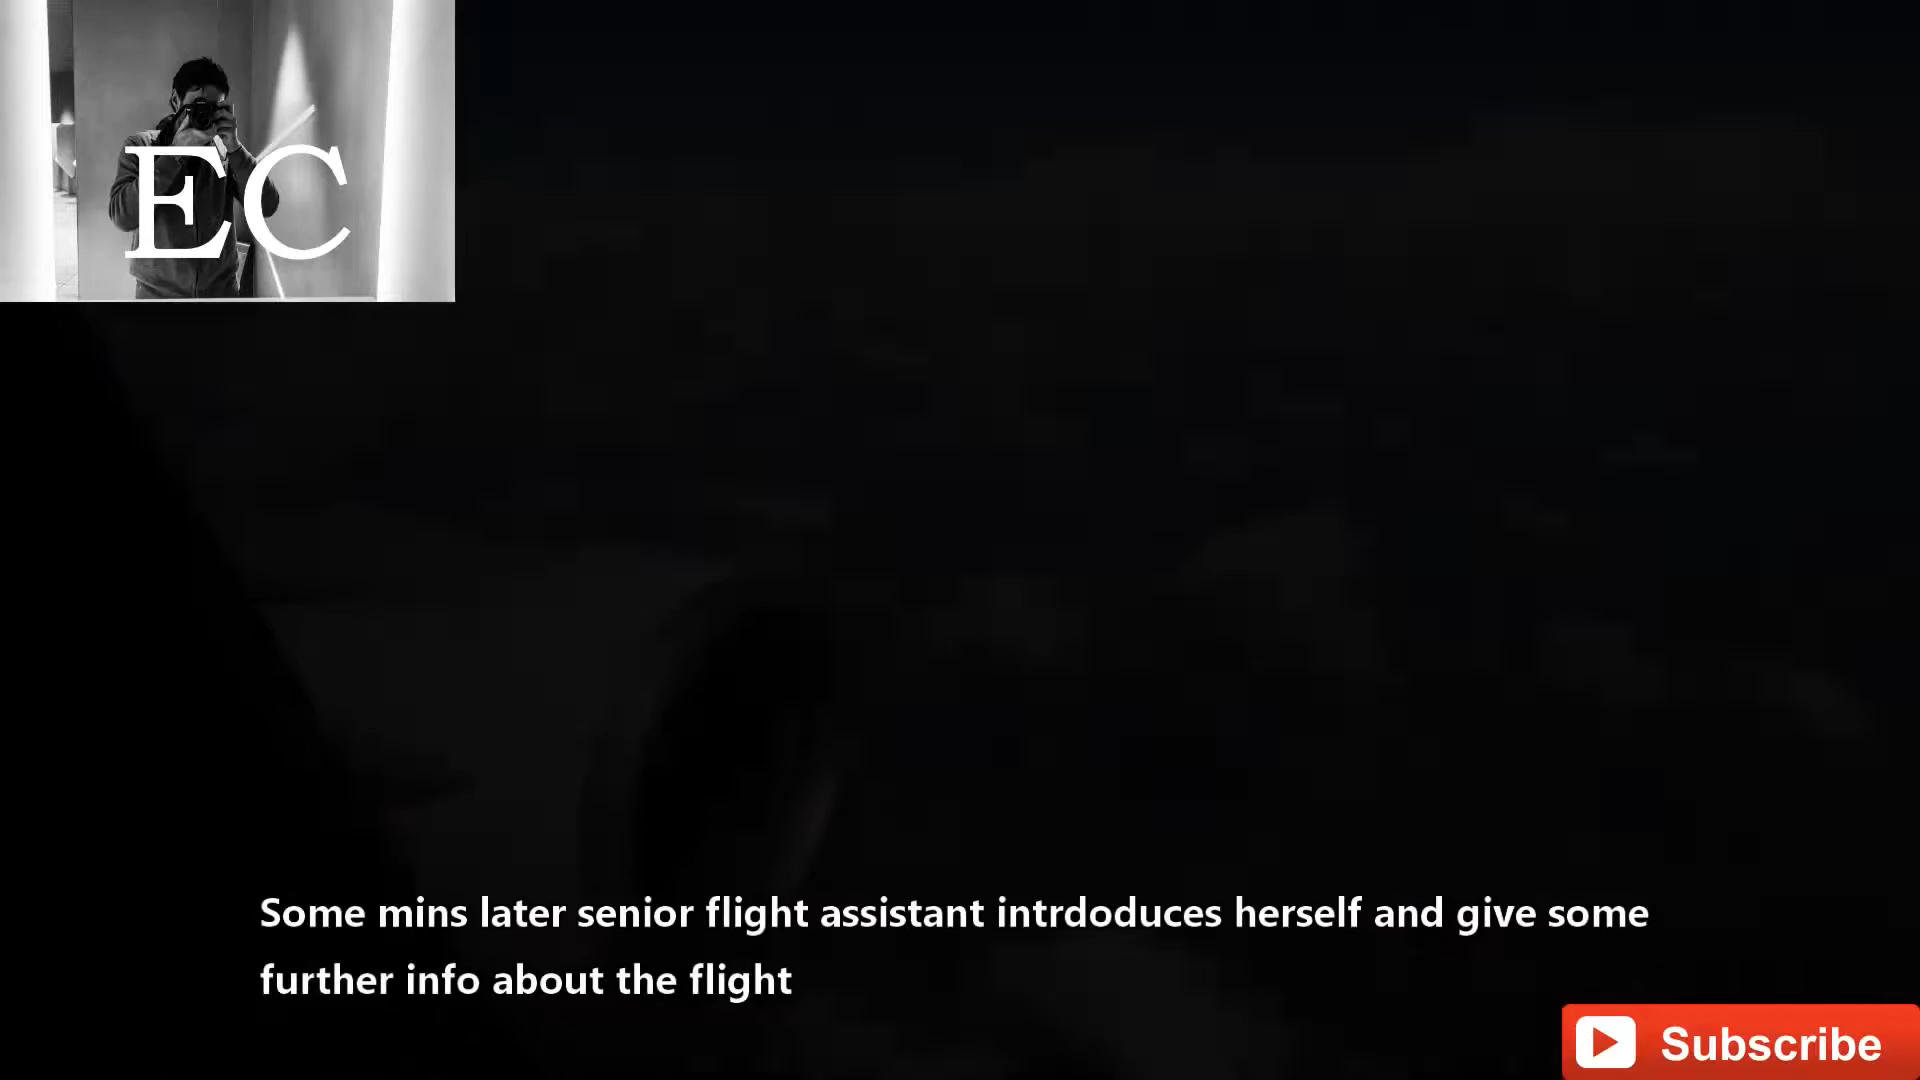 EC
Some mins later senior flight assistant intrdoduces herself and give some
further info about the flight
Subscribe